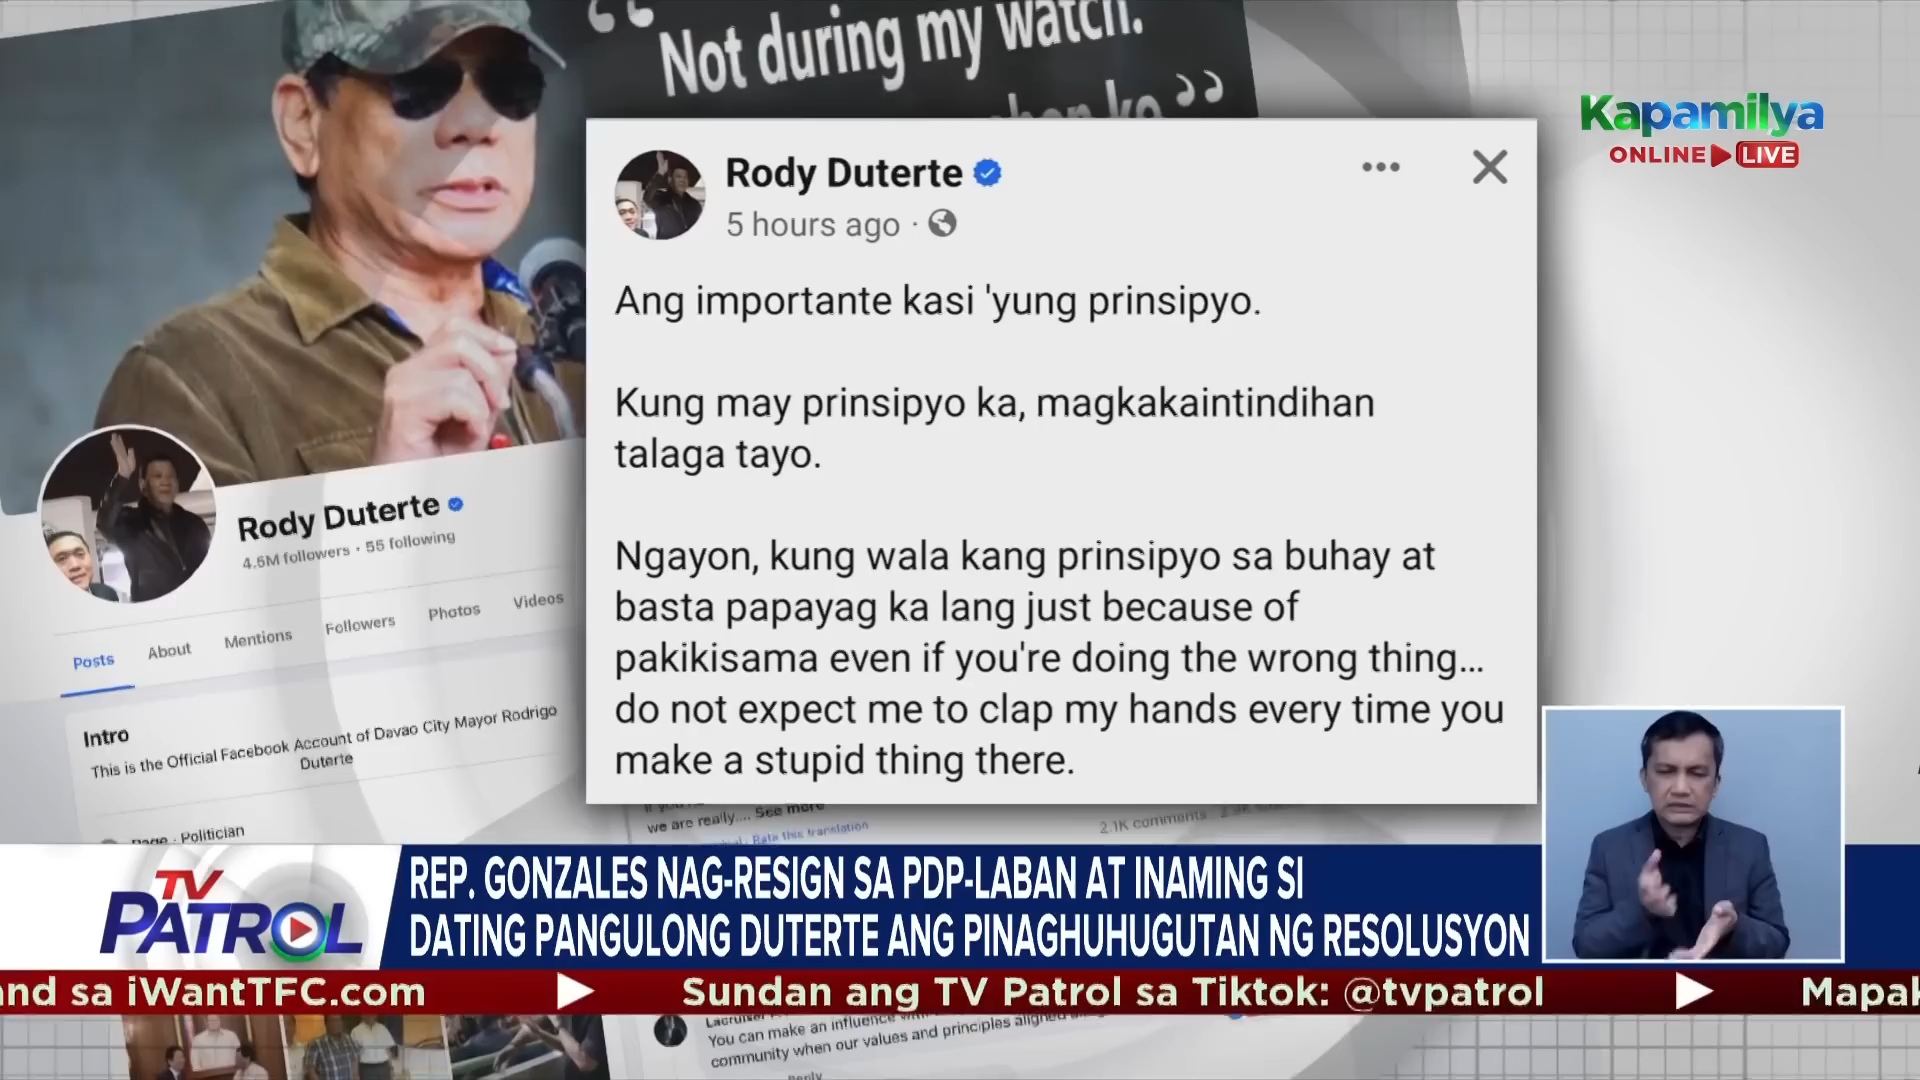 Not during my watch.
ko
Kapamilya
ONLINE LIVE
Rody Duterte
5 hours ago ·
Ang importante kasi 'yung prinsipyo.
Kung may prinsipyo ka, magkakaintindihan
talaga tayo.
Ngayon, kung wala kang prinsipyo sa buhay at
basta papayag ka lang just because of
pakikisama even if you're doing the wrong thing...
do not expect me to clap my hands every time you
make a stupid thing there.
Rody Duterte
4.5M followers • 55 following
Posts
About
Mentions
Followers
Photos
Videos
Intro
This is the Official Facebook Account of Davao City Mayor Rodrigo
Duterte
Page · Politician
we are really.... See more
Rate this translation
2.1K comments
TV
PATROL
REP. GONZALES NAG-RESIGN SA PDP-LABAN AT INAMING SI
DATING PANGULONG DUTERTE ANG PINAGHUHUGUTAN NG RESOLUSYON
nd sa iWantTFC.com
Sundan ang TV Patrol sa Tiktok: @tvpatrol
Mapak
You can make an influence
community when our values and principles aligned
Reply